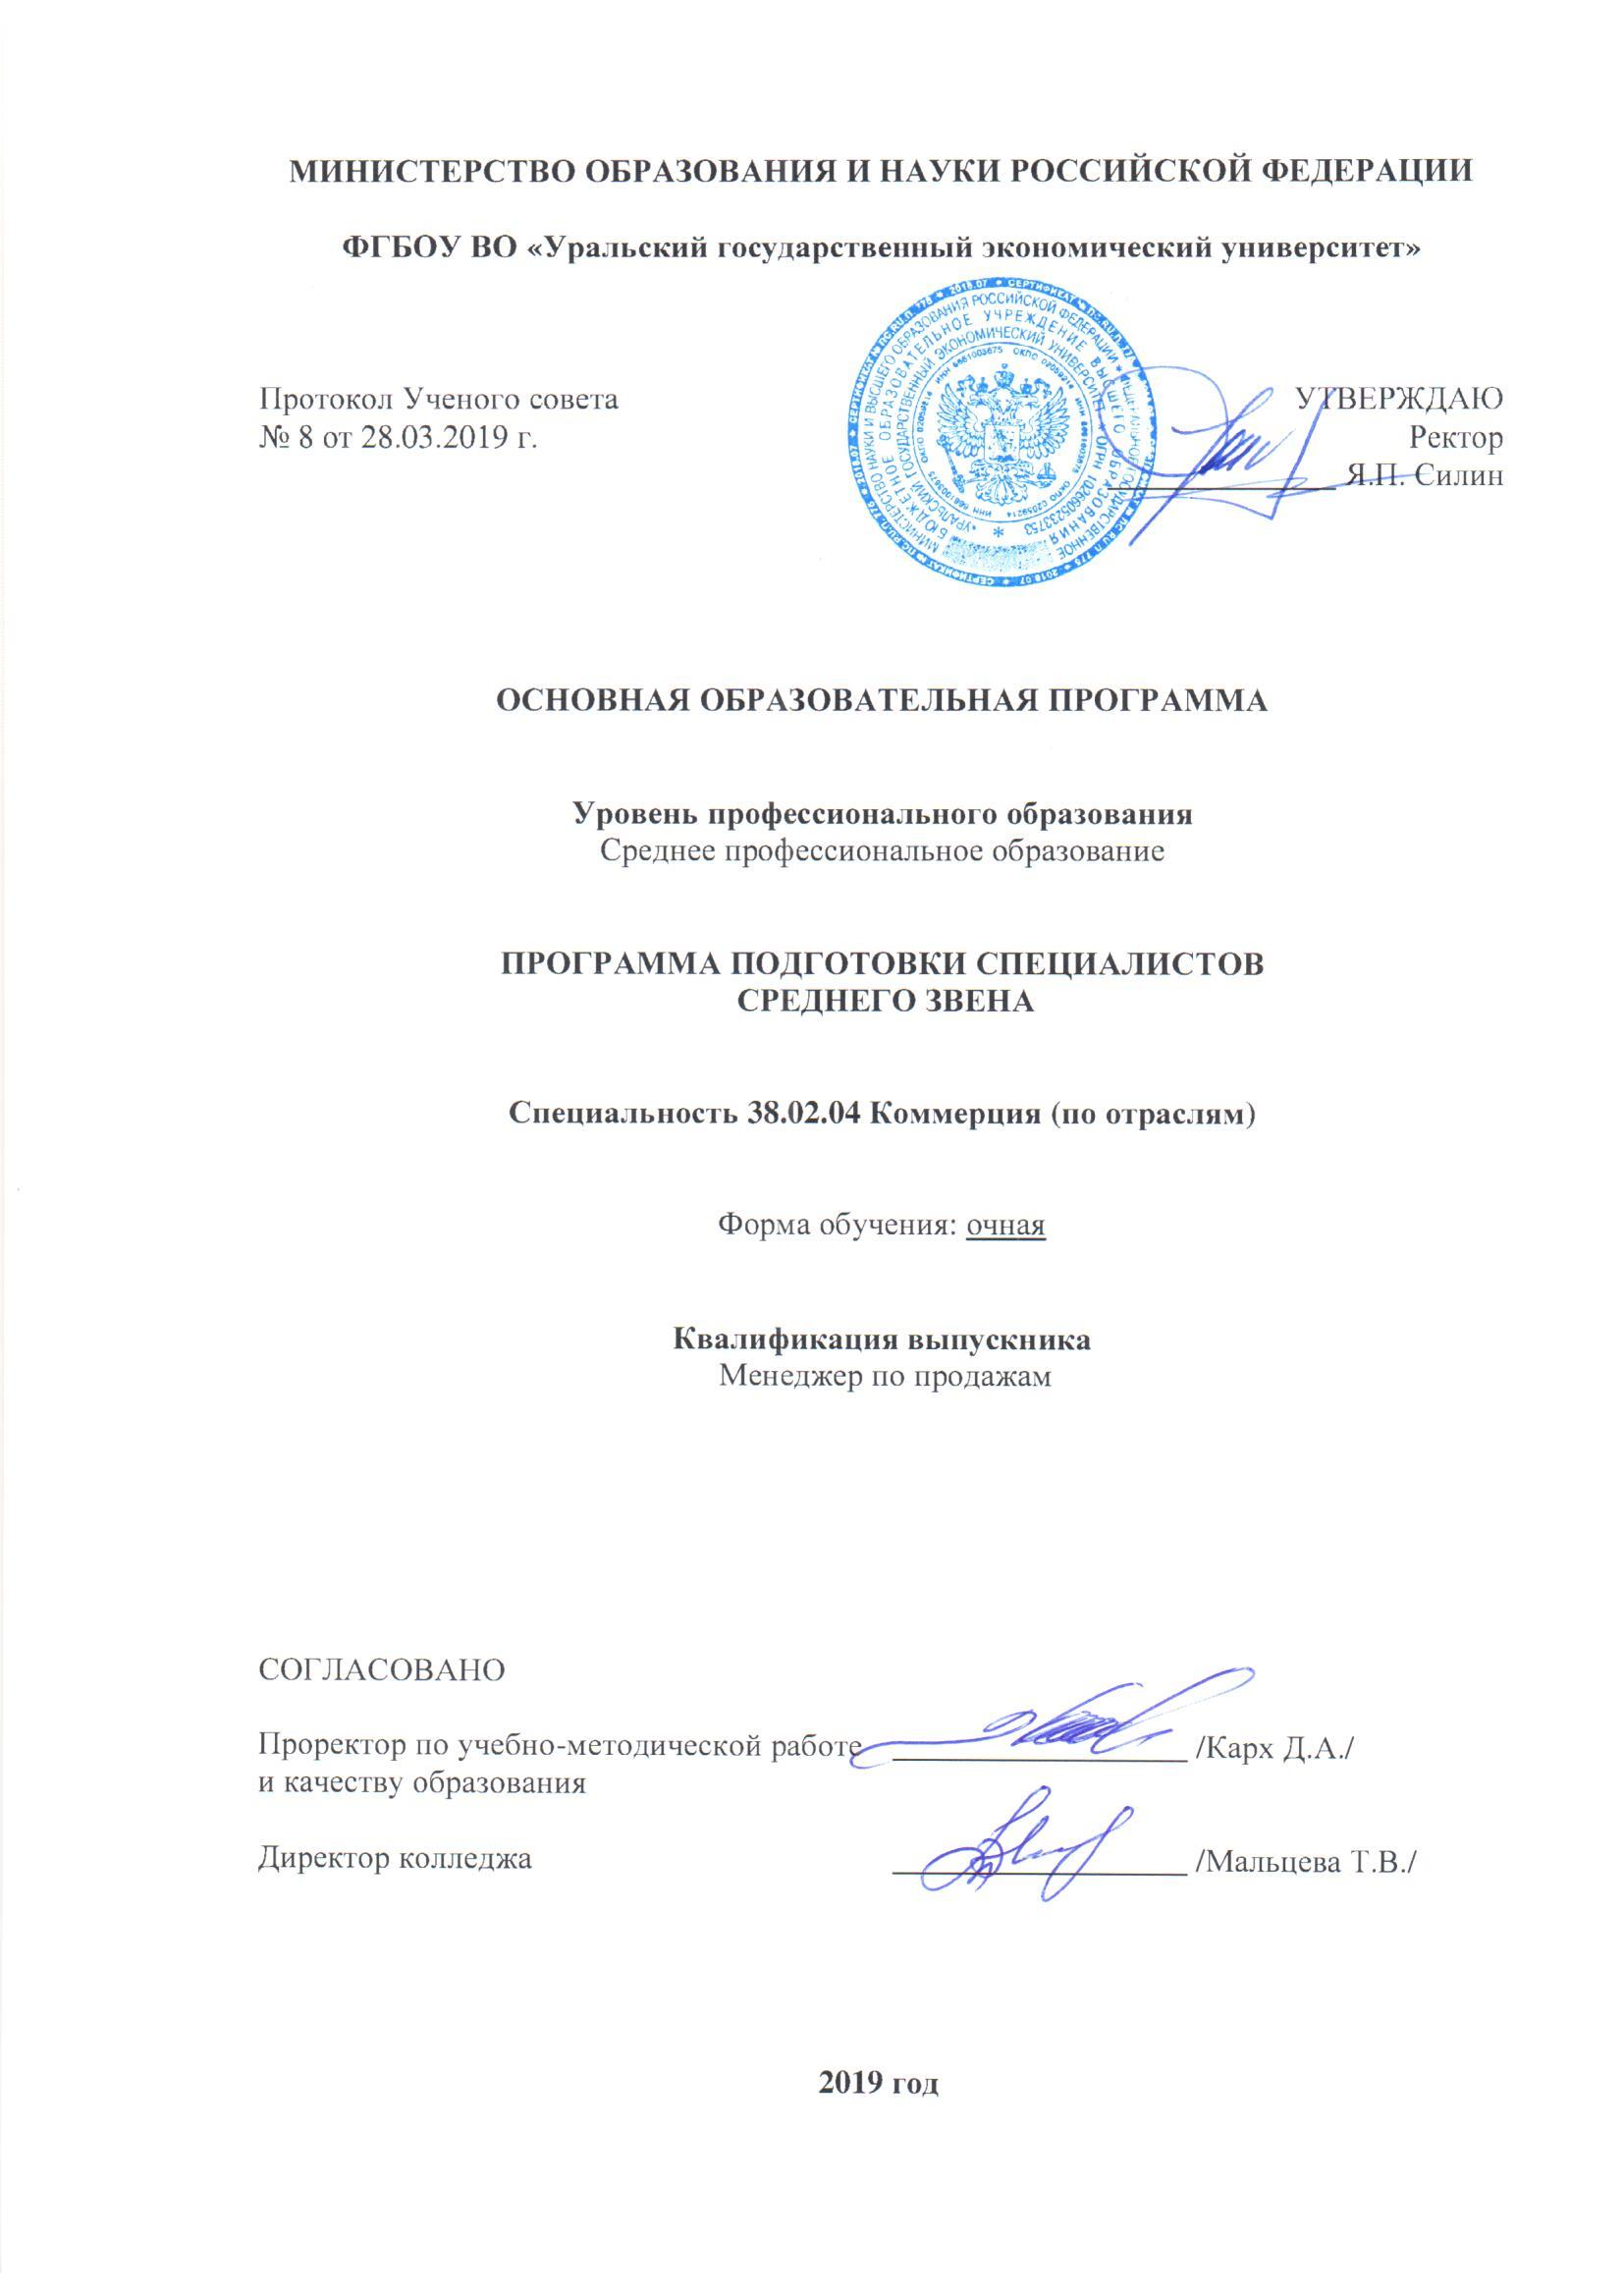 МИНИСТЕРСТВО ОБРАЗОВАНИЯ И НАУКИ РОССИЙСКОЙ ФЕДЕРАЦИИ
ФГБОУ ВО «Уральский государственный экономический университет»
Протокол Ученого совета
№ 8 от 28.03.2019 г.
УТВЕРЖДАЮ
Ректор
Я.П. Силин
ОСНОВНАЯ ОБРАЗОВАТЕЛЬНАЯ ПРОГРАММА
Уровень профессионального образования
Среднее профессиональное образование
ПРОГРАММА ПОДГОТОВКИ СПЕЦИАЛИСТОВ
СРЕДНЕГО ЗВЕНА
Специальность 38.02.04 Коммерция (по отраслям)
Форма обучения: очная
Квалификация выпускника
Менеджер по продажам
СОГЛАСОВАНО
Проректор по учебно-методической работе /Карх Д.А./
и качеству образования
Директор колледжа /Мальцева Т.В./
2019 год